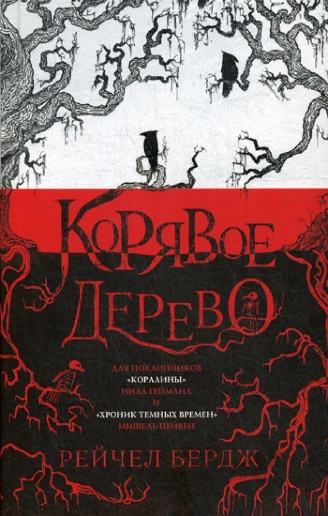 КОРЯВОЕ
ДЕРЕВО
ДЛЯ ПОКЛОННИКОВ
«КОРАЛИНЫ»
НИЛА ГЕЙМАНА
И
«ХРОНИК ТЕМНЫХ ВРЕМЕН»
МИШЕЛЬ ПЕЙВЕР
РЕЙЧЕЛ БЕРДЖ